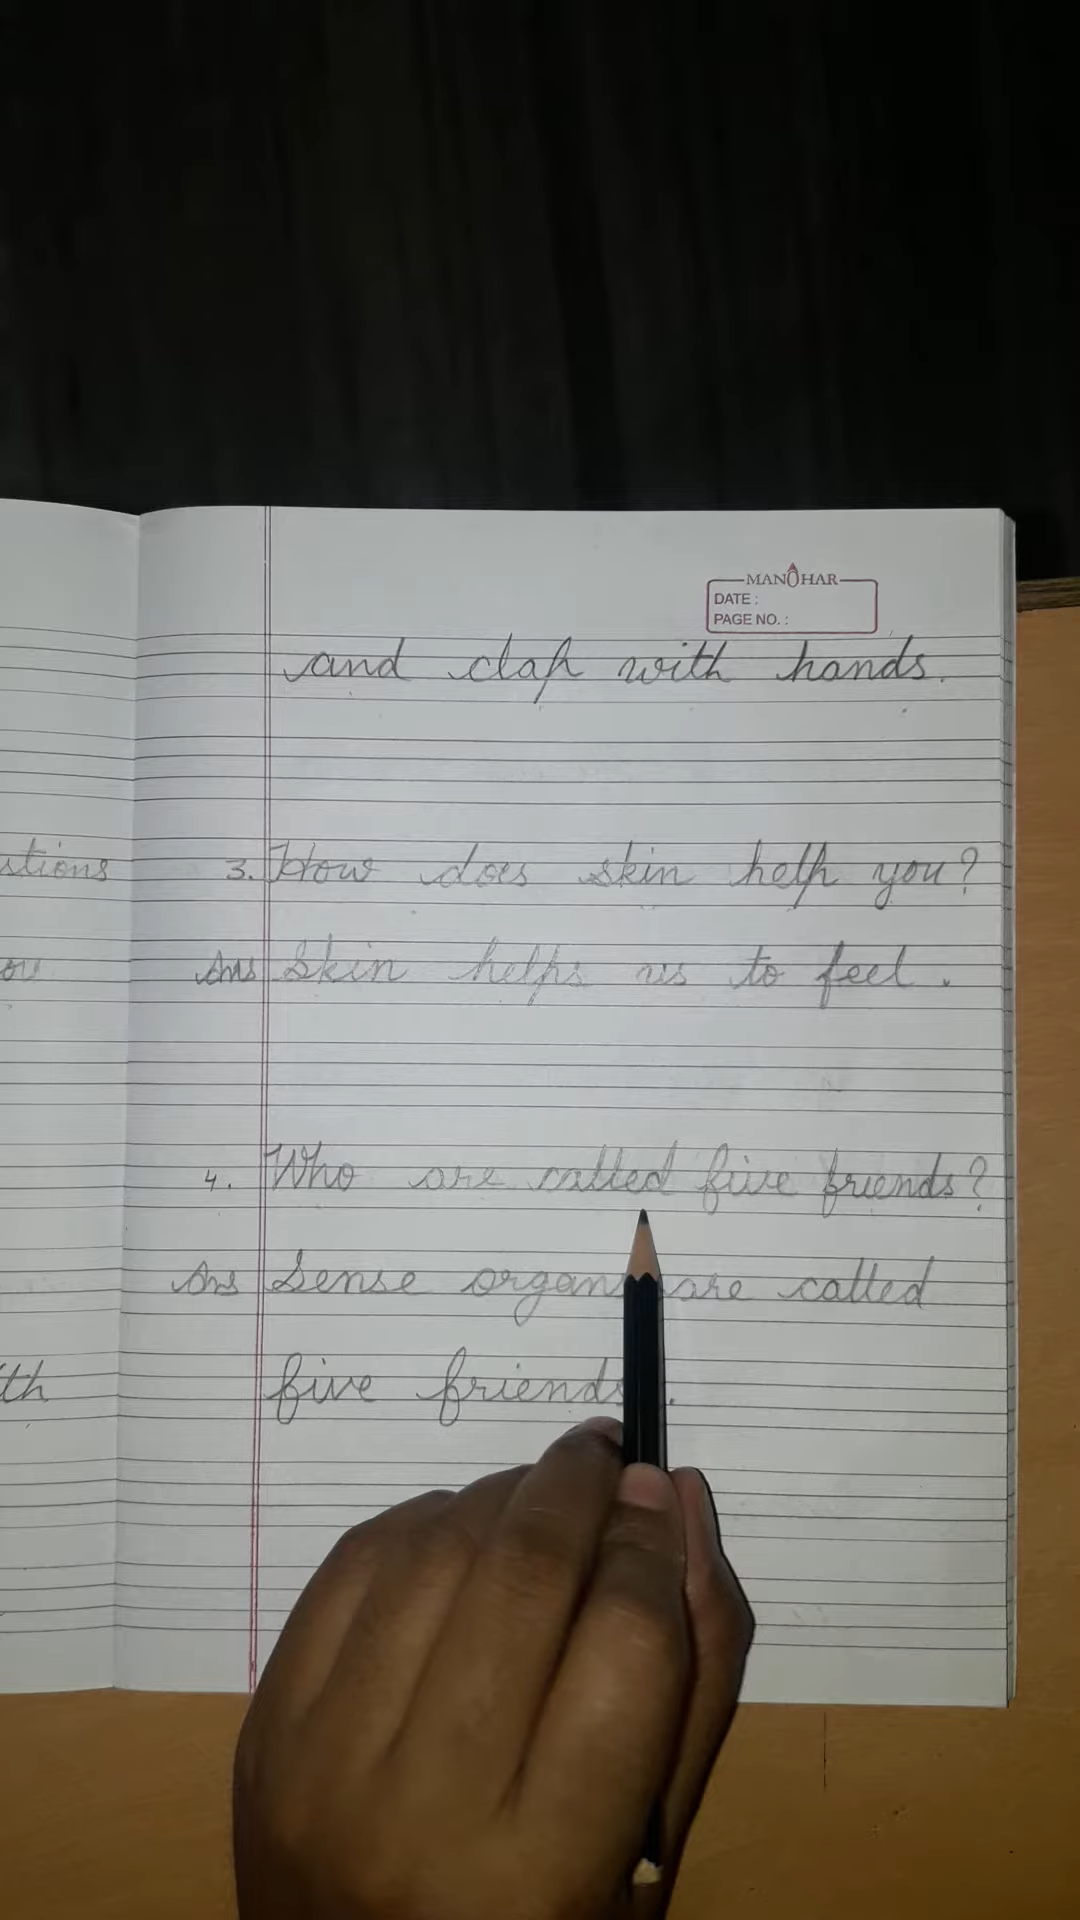 MANOHAR
DATE :
PAGE NO. :
and clap with hands.
3. How does skin help you?
Ans Skin helps us to feel.
4. Who are called five friends?
Ans Sense organs are called
five friends.